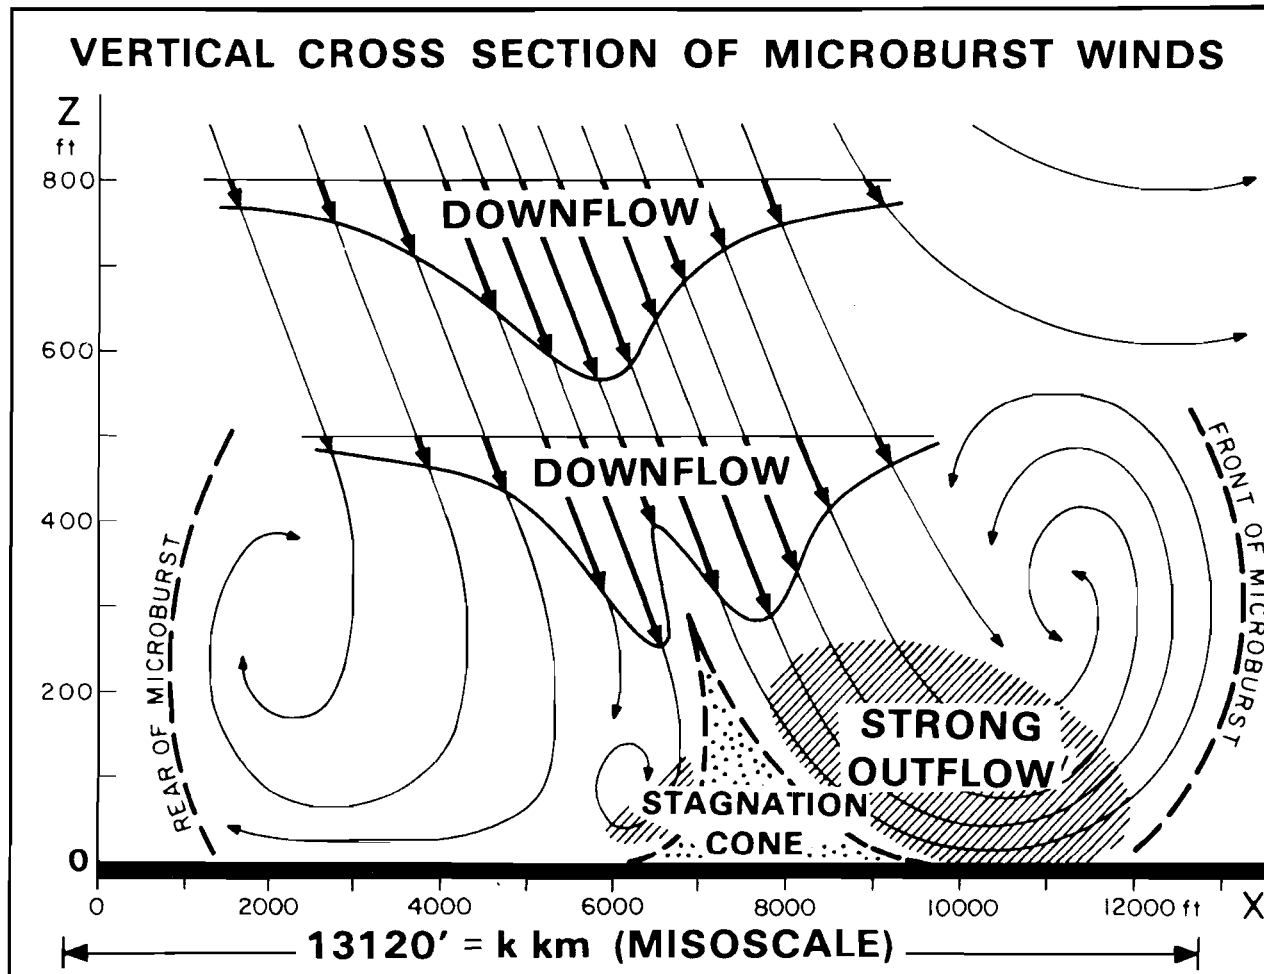 VERTICAL CROSS SECTION OF MICROBURST WINDS
Z
ft
800
DOWNFLOW
600
DOWNFLOW
400
REAR OF MICROBURST
FRONT OF MICROBURST
200
STRONG
OUTFLOW
STAGNATION
CONE
0
0 2000 4000 6000 8000 10000 12000 ft X
13120' = k km (MISOSCALE)